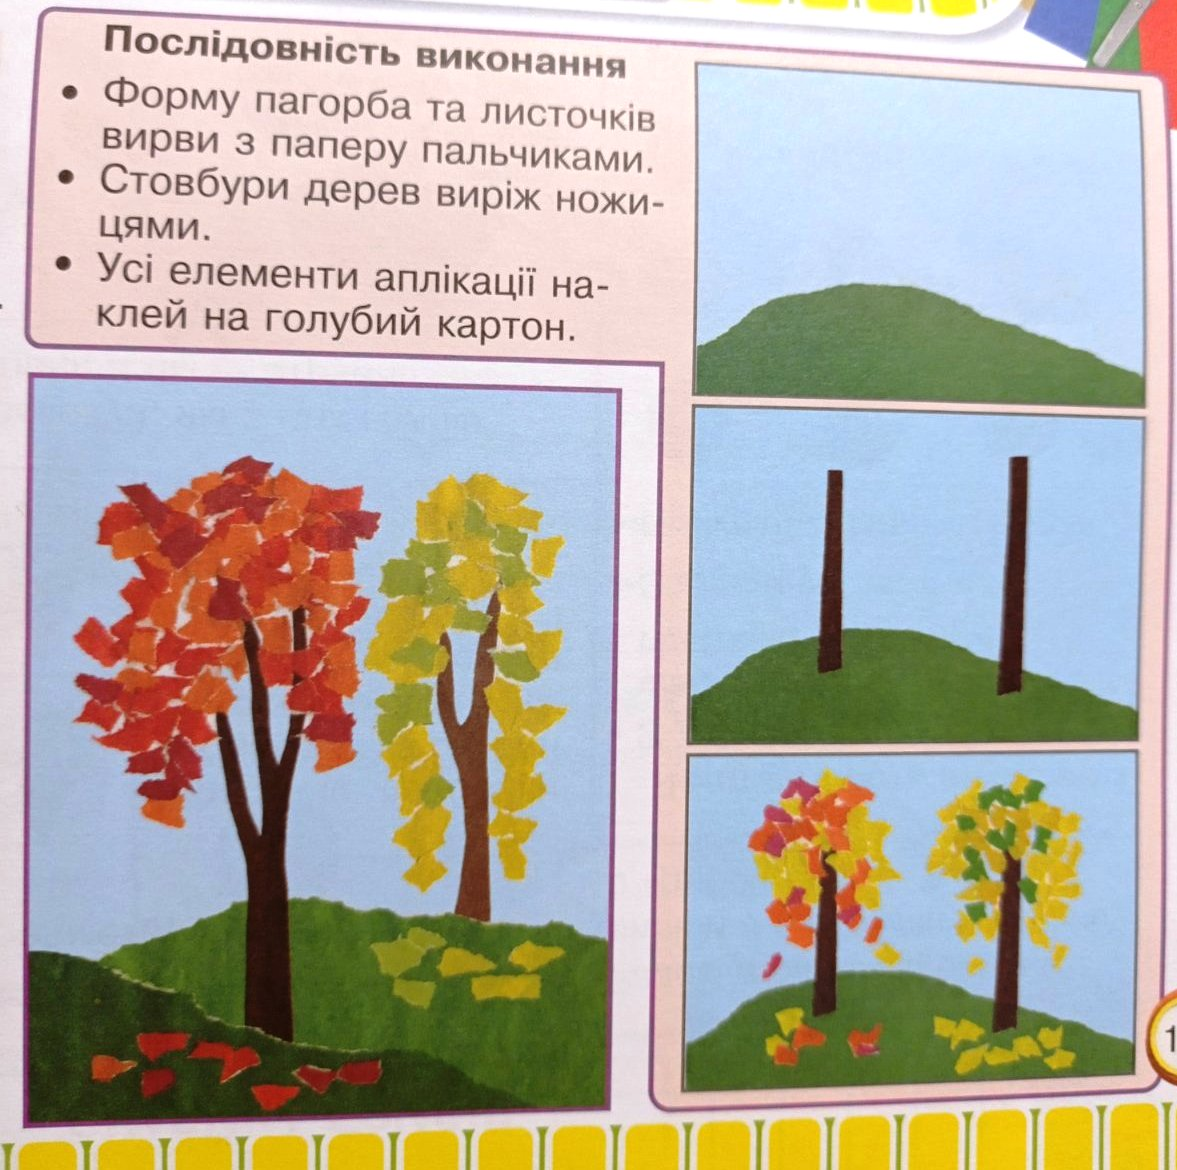 Послідовність виконання
• Форму пагорба та листочків
вирви з паперу пальчиками.
• Стовбури дерев виріж ножи-
цями.
• Усі елементи аплікації на-
клей на голубий картон.
1